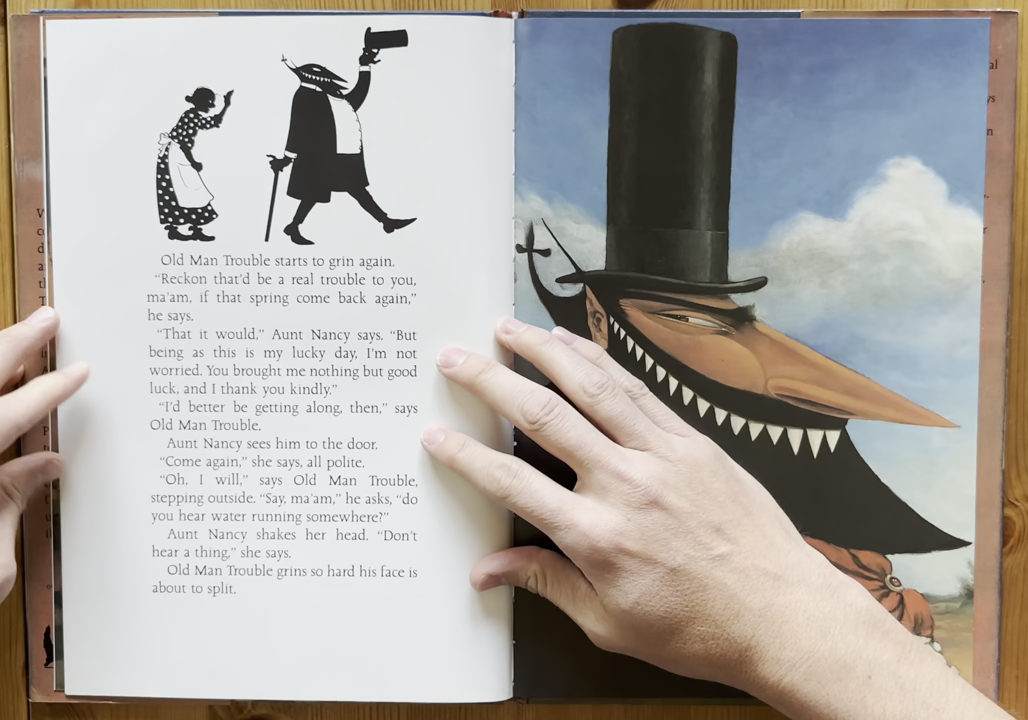 Old Man Trouble starts to grin again.
“Reckon that’d be a real trouble to you,
ma’am, if that spring come back again,”
he says.
“That it would,” Aunt Nancy says. “But
being as this is my lucky day, I’m not
worried. You brought me nothing but good
luck, and I thank you kindly.”
“I’d better be getting along, then,” says
Old Man Trouble.
Aunt Nancy sees him to the door.
“Come again,” she says, all polite.
“Oh, I will,” says Old Man Trouble,
stepping outside. “Say, ma’am,” he asks, “do
you hear water running somewhere?”
Aunt Nancy shakes her head. “Don’t
hear a thing,” she says.
Old Man Trouble grins so hard his face is
about to split.